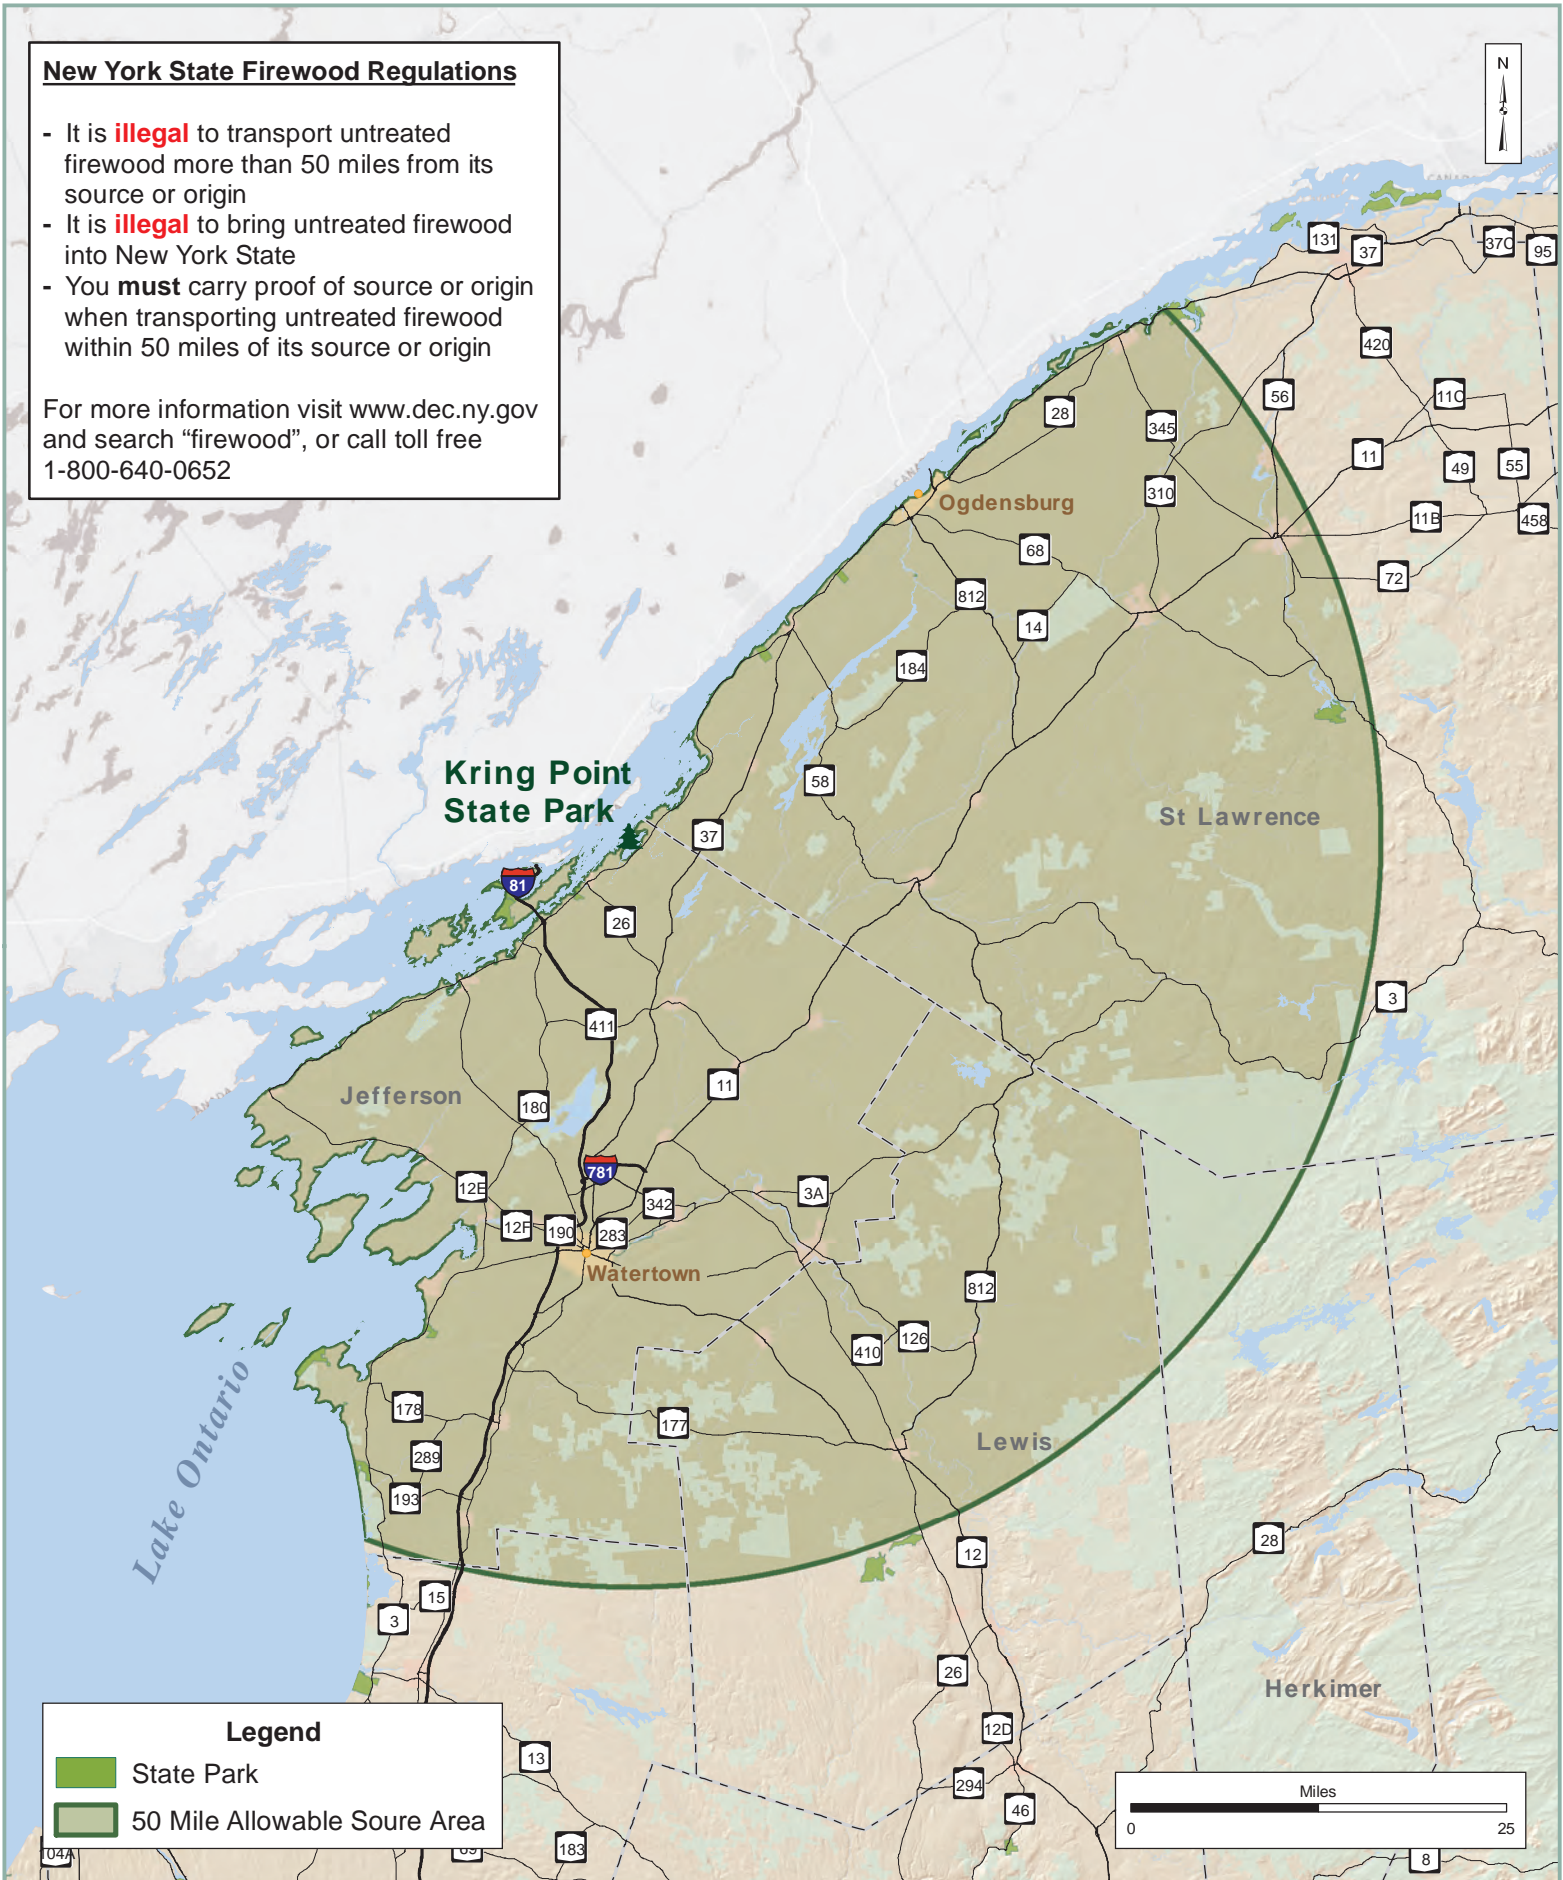 New York State Firewood Regulations
- It is illegal to transport untreated
firewood more than 50 miles from its
source or origin
- It is illegal to bring untreated firewood
into New York State
- You must carry proof of source or origin
when transporting untreated firewood
within 50 miles of its source or origin
For more information visit www.dec.ny.gov
and search “firewood”, or call toll free
1-800-640-0652
N
CANADA
131
37
37C
95
420
56
11C
28
345
11
49
55
310
11B
458
Ogdensburg
68
72
812
14
184
Kring Point
State Park
58
St Lawrence
37
81
26
3
411
Jefferson
11
180
781
12E
3A
342
12F
190
283
Watertown
812
126
410
Lake Ontario
178
177
Lewis
289
193
28
12
15
3
26
Herkimer
12D
13
294
46
183
69
104A
8
Legend
State Park
50 Mile Allowable Soure Area
Miles
0
25